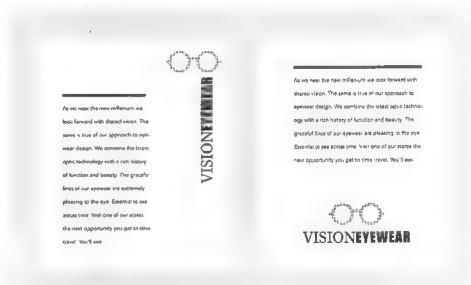 As we near the new millenium we
look forward with shared vision. The
same is true of our approach to eye-
wear design. We combine the latest
optic technology with a rich history
of function and beauty. The graceful
lines of our eyewear are extremely
pleasing to the eye. Essential to see
across time. Visit one of our stores
the next opportunity you get to time
travel. You'll see.
VISIONEYEWEAR
As we near the new millenium we look forward with
shared vision. The same is true of our approach to
eyewear design. We combine the latest optic technol-
ogy with a rich history of function and beauty. The
graceful lines of our eyewear are pleasing to the eye.
Essential to see across time. Visit one of our stores the
next opportunity you get to time travel. You'll see.
VISIONEYEWEAR